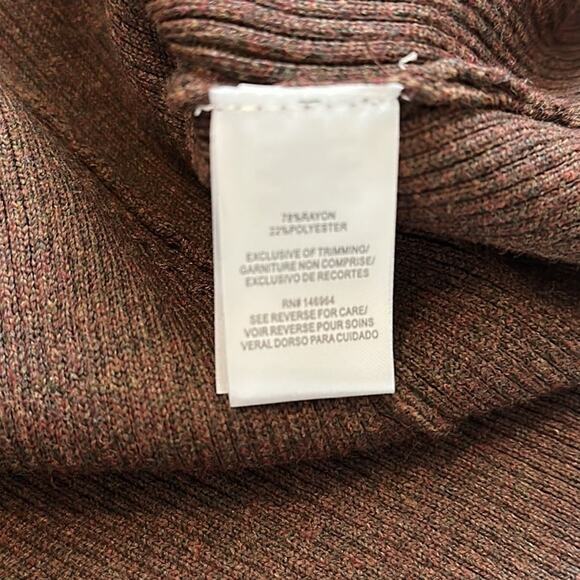 78%RAYON
22%POLYESTER
EXCLUSIVE OF TRIMMING/
GARNITURE NON COMPRISE/
EXCLUSIVO DE RECORTES
RN# 146964
SEE REVERSE FOR CARE/
VOIR REVERSE POUR SOINS
VERAL DORSO PARA CUIDADO